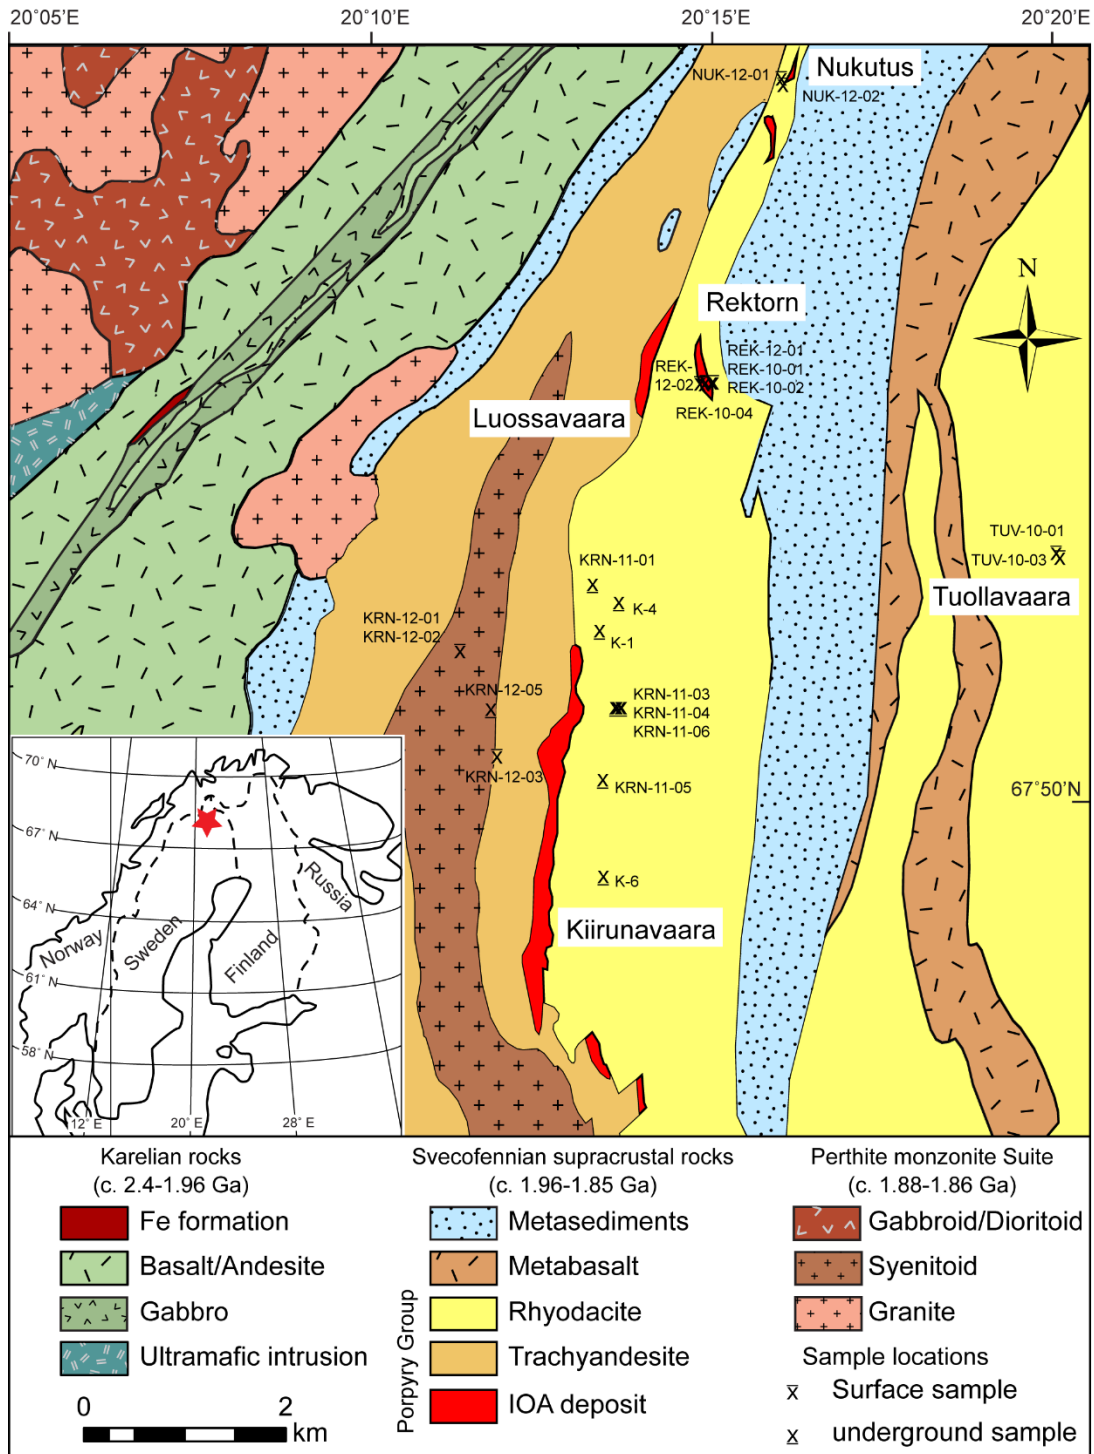 20°05'E 20°10'E 20°15'E 20°20'E
NUK-12-01
Nukutus
NUK-12-02
N
Rektorn
REK-12-01
REK-10-01
REK-10-02
REK-
12-02
REK-10-04
Luossavaara
TUV-10-01
TUV-10-03
Tuollavaara
KRN-11-01
K-4
K-1
KRN-12-01
KRN-12-02
KRN-12-05
KRN-11-03
KRN-11-04
KRN-11-06
KRN-12-03
KRN-11-05
67°50'N
K-6
Kiirunavaara
70° N
67° N
64° N
61° N
58° N
12° E 20° E 28° E
Norway
Sweden
Finland
Russia
Karelian rocks
(c. 2.4-1.96 Ga)
Fe formation
Basalt/Andesite
Gabbro
Ultramafic intrusion
0 2
km
Svecofennian supracrustal rocks
(c. 1.96-1.85 Ga)
Metasediments
Metabasalt
Porpyry Group
Rhyodacite
Trachyandesite
IOA deposit
Perthite monzonite Suite
(c. 1.88-1.86 Ga)
Gabbroid/Dioritoid
Syenitoid
Granite
Sample locations
x Surface sample
x underground sample